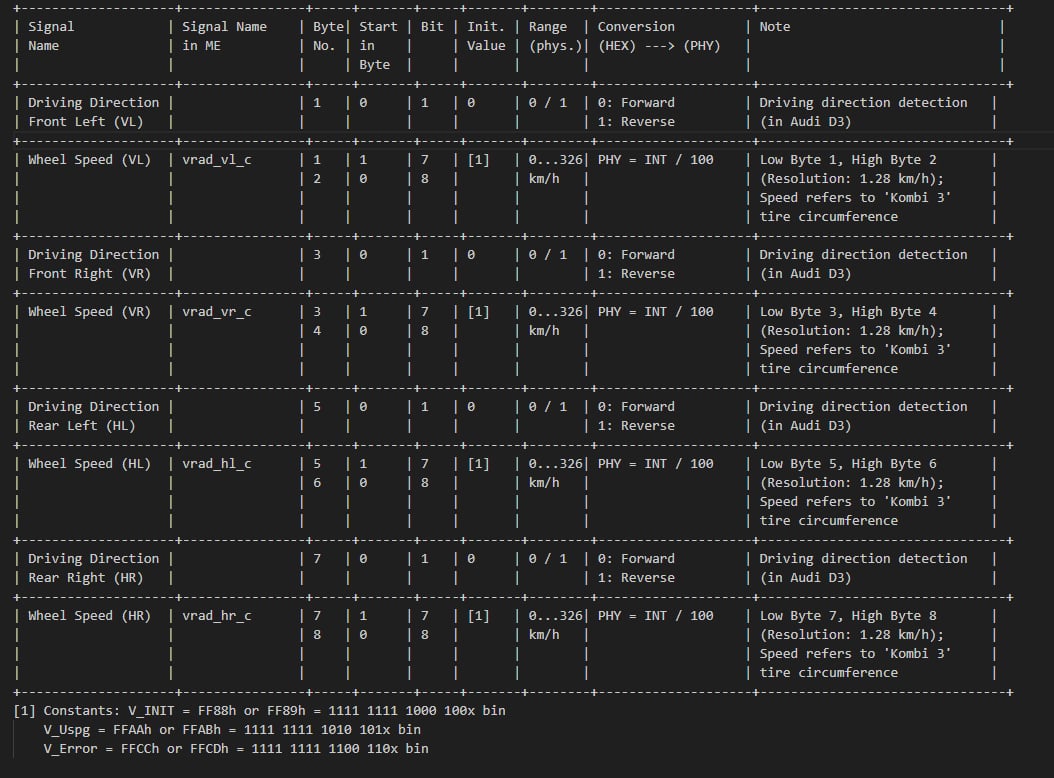 +--------------------+----------------+-----+-------+-----+-------+--------+--------------------+--------------------------------+
| Signal             | Signal Name    | Byte| Start | Bit | Init. | Range  | Conversion         | Note                           |
| Name               | in ME          | No. | in    |     | Value | (phys.)| (HEX) ---> (PHY)   |                                |
|                    |                |     | Byte  |     |       |        |                    |                                |
+--------------------+----------------+-----+-------+-----+-------+--------+--------------------+--------------------------------+
| Driving Direction  |                | 1   | 0     | 1   | 0     | 0 / 1  | 0: Forward         | Driving direction detection   |
| Front Left (VL)    |                |     |       |     |       |        | 1: Reverse         | (in Audi D3)                  |
+--------------------+----------------+-----+-------+-----+-------+--------+--------------------+--------------------------------+
| Wheel Speed (VL)   | vrad_vl_c      | 1   | 1     | 7   | [1]   | 0...326| PHY = INT / 100    | Low Byte 1, High Byte 2       |
|                    |                | 2   | 0     | 8   |       | km/h   |                    | (Resolution: 1.28 km/h);      |
|                    |                |     |       |     |       |        |                    | Speed refers to 'Kombi 3'     |
|                    |                |     |       |     |       |        |                    | tire circumference            |
+--------------------+----------------+-----+-------+-----+-------+--------+--------------------+--------------------------------+
| Driving Direction  |                | 3   | 0     | 1   | 0     | 0 / 1  | 0: Forward         | Driving direction detection   |
| Front Right (VR)   |                |     |       |     |       |        | 1: Reverse         | (in Audi D3)                  |
+--------------------+----------------+-----+-------+-----+-------+--------+--------------------+--------------------------------+
| Wheel Speed (VR)   | vrad_vr_c      | 3   | 1     | 7   | [1]   | 0...326| PHY = INT / 100    | Low Byte 3, High Byte 4       |
|                    |                | 4   | 0     | 8   |       | km/h   |                    | (Resolution: 1.28 km/h);      |
|                    |                |     |       |     |       |        |                    | Speed refers to 'Kombi 3'     |
|                    |                |     |       |     |       |        |                    | tire circumference            |
+--------------------+----------------+-----+-------+-----+-------+--------+--------------------+--------------------------------+
| Driving Direction  |                | 5   | 0     | 1   | 0     | 0 / 1  | 0: Forward         | Driving direction detection   |
| Rear Left (HL)     |                |     |       |     |       |        | 1: Reverse         | (in Audi D3)                  |
+--------------------+----------------+-----+-------+-----+-------+--------+--------------------+--------------------------------+
| Wheel Speed (HL)   | vrad_hl_c      | 5   | 1     | 7   | [1]   | 0...326| PHY = INT / 100    | Low Byte 5, High Byte 6       |
|                    |                | 6   | 0     | 8   |       | km/h   |                    | (Resolution: 1.28 km/h);      |
|                    |                |     |       |     |       |        |                    | Speed refers to 'Kombi 3'     |
|                    |                |     |       |     |       |        |                    | tire circumference            |
+--------------------+----------------+-----+-------+-----+-------+--------+--------------------+--------------------------------+
| Driving Direction  |                | 7   | 0     | 1   | 0     | 0 / 1  | 0: Forward         | Driving direction detection   |
| Rear Right (HR)    |                |     |       |     |       |        | 1: Reverse         | (in Audi D3)                  |
+--------------------+----------------+-----+-------+-----+-------+--------+--------------------+--------------------------------+
| Wheel Speed (HR)   | vrad_hr_c      | 7   | 1     | 7   | [1]   | 0...326| PHY = INT / 100    | Low Byte 7, High Byte 8       |
|                    |                | 8   | 0     | 8   |       | km/h   |                    | (Resolution: 1.28 km/h);      |
|                    |                |     |       |     |       |        |                    | Speed refers to 'Kombi 3'     |
|                    |                |     |       |     |       |        |                    | tire circumference            |
+--------------------+----------------+-----+-------+-----+-------+--------+--------------------+--------------------------------+
[1] Constants: V_INIT = FF88h or FF89h = 1111 1111 1000 100x bin
    V_Uspg = FFAAh or FFABh = 1111 1111 1010 101x bin
    V_Error = FFCCh or FFCDh = 1111 1111 1100 110x bin